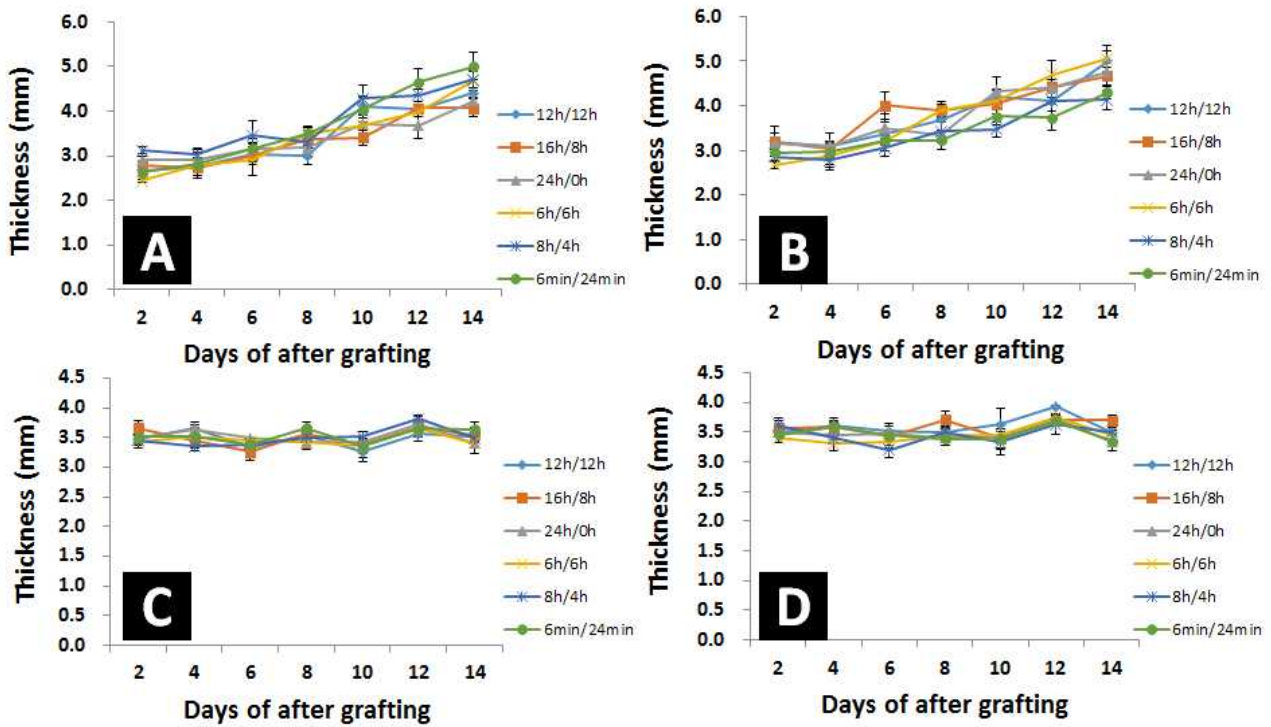 6.0
5.0
4.0
3.0
2.0
1.0
0.0
Thickness (mm)
A
2 4 6 8 10 12 14
Days of after grafting
12h/12h
16h/8h
24h/0h
6h/6h
8h/4h
6min/24min
6.0
5.0
4.0
3.0
2.0
1.0
0.0
Thickness (mm)
B
2 4 6 8 10 12 14
Days of after grafting
12h/12h
16h/8h
24h/0h
6h/6h
8h/4h
6min/24min
4.5
4.0
3.5
3.0
2.5
2.0
1.5
1.0
0.5
0.0
Thickness (mm)
C
2 4 6 8 10 12 14
Days of after grafting
12h/12h
16h/8h
24h/0h
6h/6h
8h/4h
6min/24min
4.5
4.0
3.5
3.0
2.5
2.0
1.5
1.0
0.5
0.0
Thickness (mm)
D
2 4 6 8 10 12 14
Days of after grafting
12h/12h
16h/8h
24h/0h
6h/6h
8h/4h
6min/24min